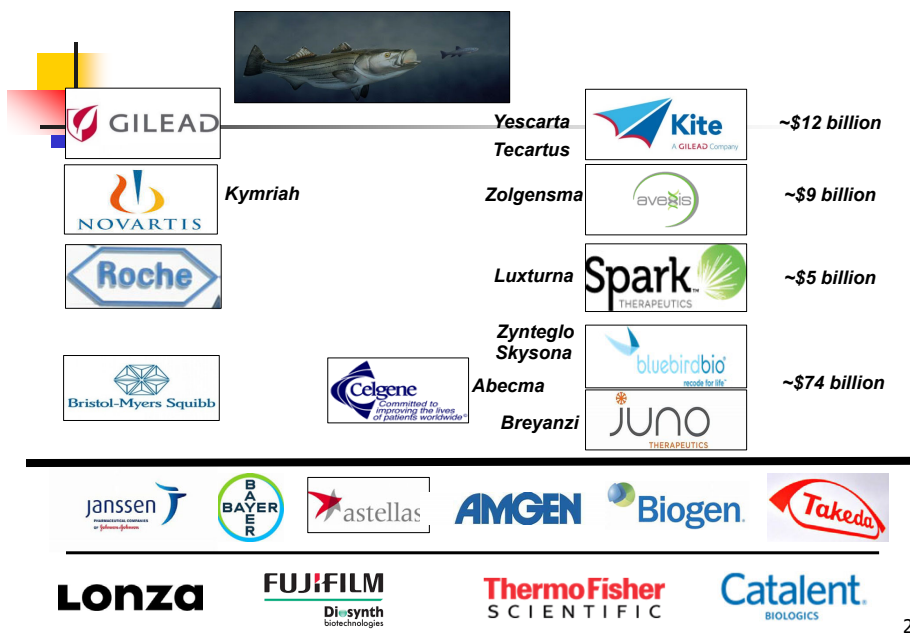 GILEAD
Yescarta
Tecartus
Kite
A GILEAD Company
~$12 billion
NOVARTIS
Kymriah
Zolgensma
avexis
~$9 billion
Roche
Luxturna
Spark™
THERAPEUTICS
~$5 billion
Zynteglo
Skysona
bluebirdbio®
recode for life™
Bristol-Myers Squibb
Celgene
Committed to
improving the lives
of patients worldwide®
Abecma
~$74 billion
Breyanzi
JUNO
THERAPEUTICS
Janssen
PHARMACEUTICAL COMPANIES
OF Johnson&Johnson
BAYER
BAYER
astellas
AMGEN
Biogen.
Takeda
Lonza
FUJIFILM
Diosynth
biotechnologies
ThermoFisher
SCIENTIFIC
Catalent.
BIOLOGICS
2